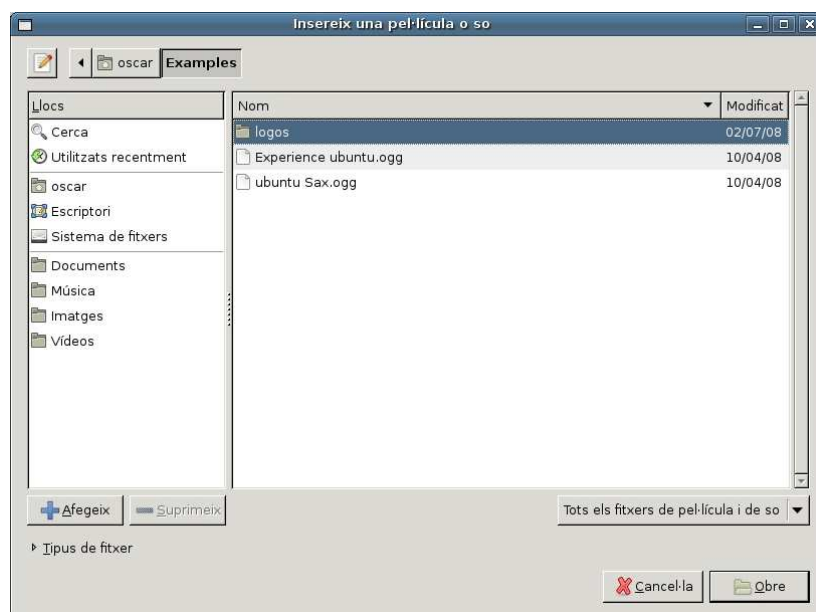 Insereix una pel·lícula o so
oscar Examples
Llocs
Cerca
Utilitzats recentment
oscar
Escriptori
Sistema de fitxers
Documents
Música
Imatges
Vídeos
Nom Modificat
logos 02/07/08
Experience ubuntu.ogg 10/04/08
ubuntu Sax.ogg 10/04/08
Afegeix Suprimeix
Tots els fitxers de pel·lícula i de so
Tipus de fitxer
Cancel·la Obre